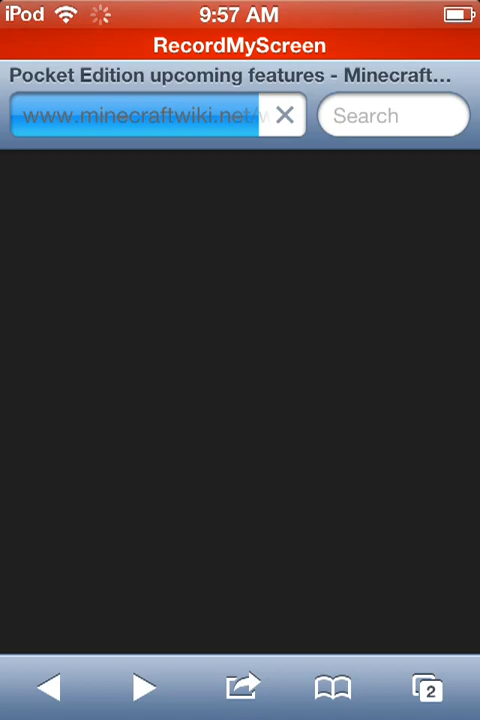 iPod 9:57 AM
RecordMyScreen
Pocket Edition upcoming features - Minecraft...
www.minecraftwiki.net/w Search
2